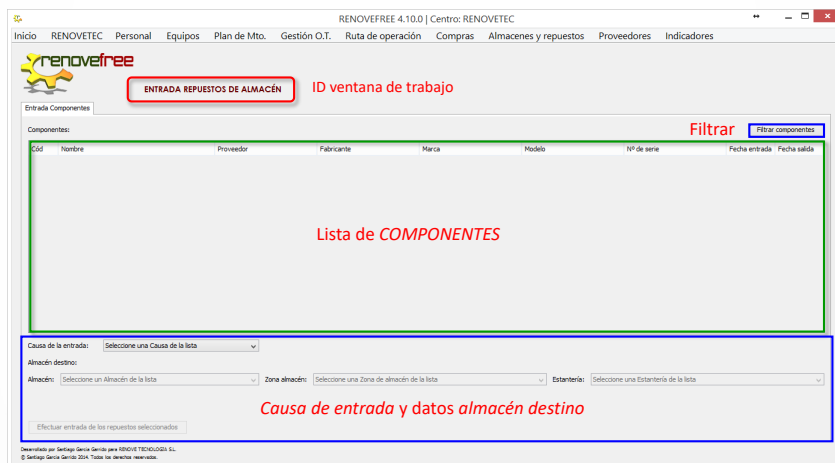 RENOVEFREE 4.10.0 | Centro: RENOVETEC
Inicio RENOVETEC Personal Equipos Plan de Mto. Gestión O.T. Ruta de operación Compras Almacenes y repuestos Proveedores Indicadores
renovefree
ENTRADA REPUESTOS DE ALMACÉN ID ventana de trabajo
Entrada Componentes
Componentes: Filtrar Filtrar componentes
Cód Nombre Proveedor Fabricante Marca Modelo Nº de serie Fecha entrada Fecha salida
Lista de COMPONENTES
Causa de la entrada: Seleccione una Causa de la lista
Almacén destino:
Almacén: Seleccione un Almacén de la lista Zona almacén: Seleccione una Zona de almacén de la lista Estantería: Seleccione una Estantería de la lista
Causa de entrada y datos almacén destino
Efectuar entrada de los repuestos seleccionados
Desarrollado por Santiago García Garrido para RENOVE TECNOLOGÍA S.L.
© Santiago García Garrido 2014. Todos los derechos reservados.